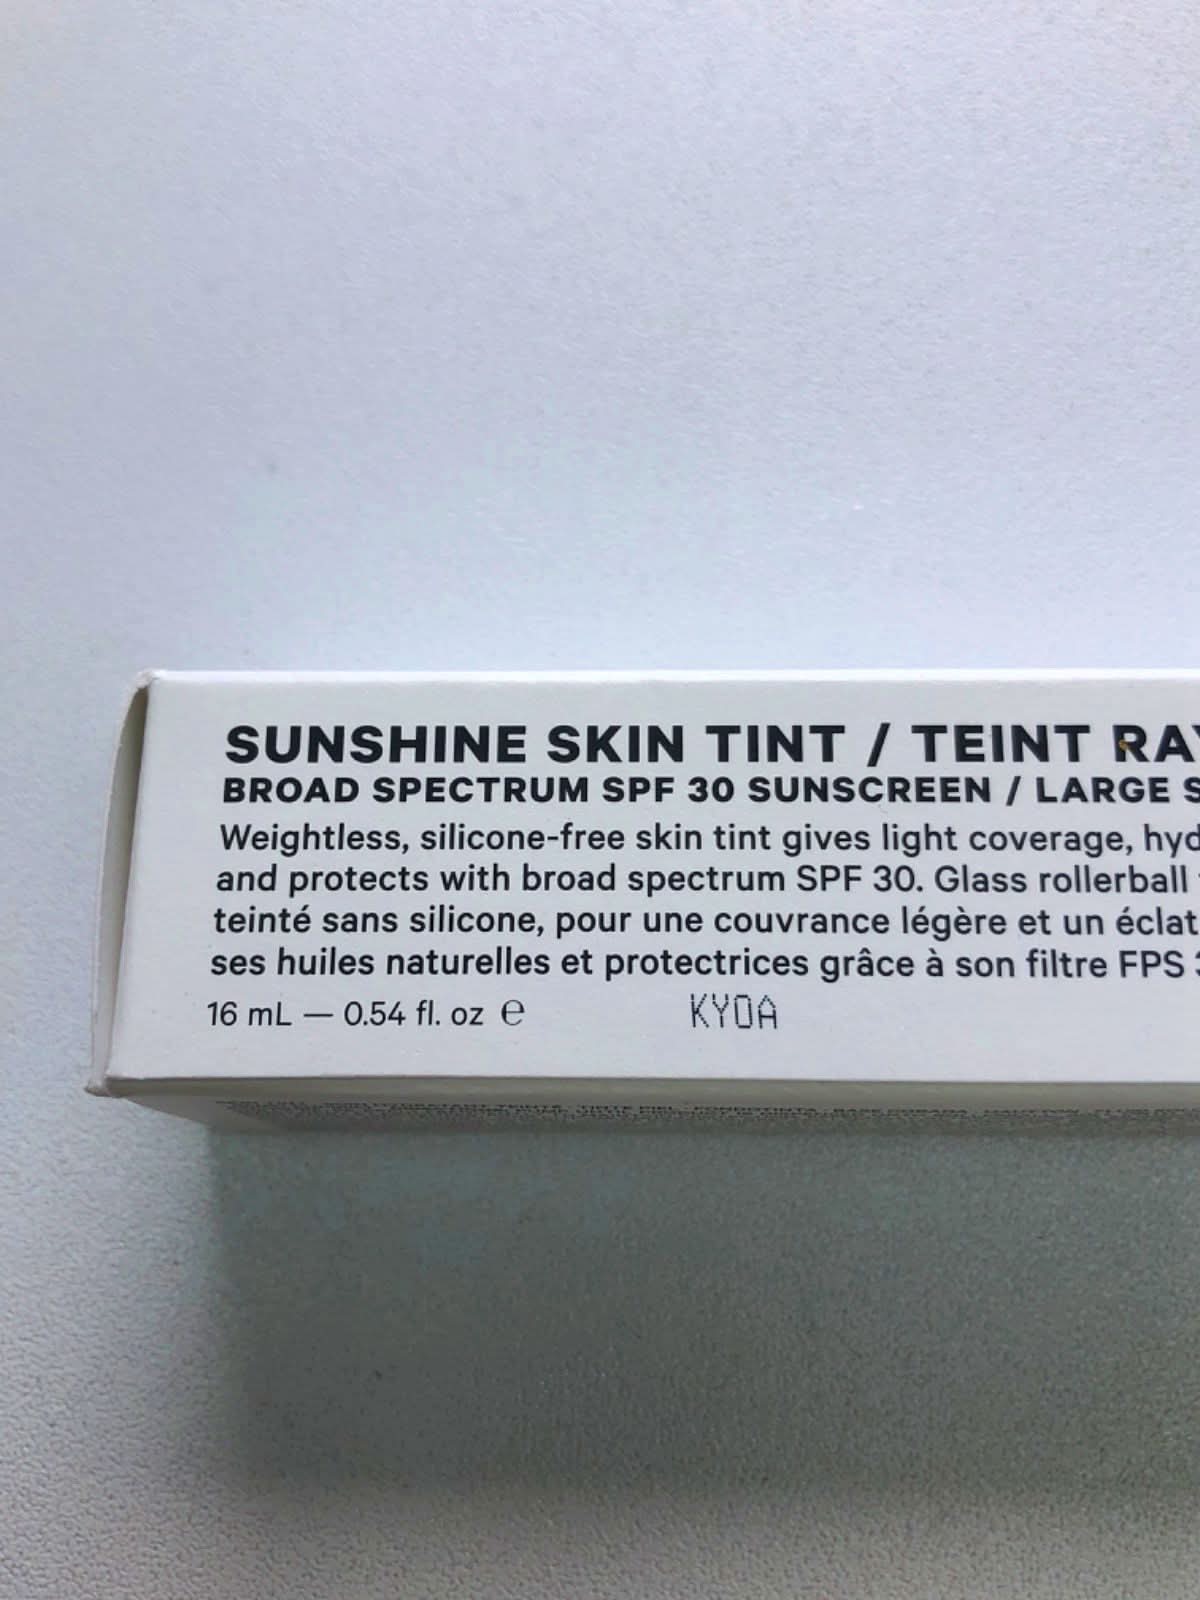 SUNSHINE SKIN TINT / TEINT
BROAD SPECTRUM SPF 30 SUNSCREEN / LARGE
Weightless, silicone-free skin tint gives light coverage,
and protects with broad spectrum SPF 30. Glass rollerball
teinté sans silicone, pour une couvrance légère et un éclat
ses huiles naturelles et protectrices grâce à son filtre FPS
16 mL — 0.54 fl. oz ℮ KYOA